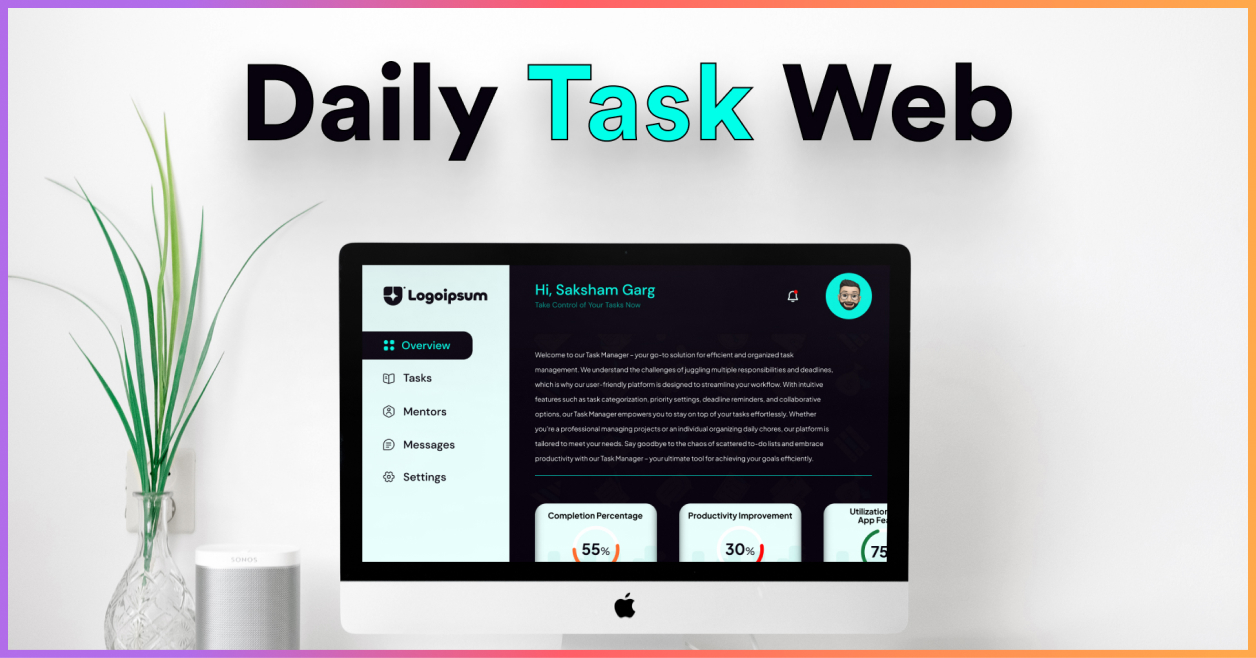 Daily Task Web
Logoipsum
Overview
Tasks
Mentors
Messages
Settings
Hi, Saksham Garg
Take Control of Your Tasks Now
Welcome to our Task Manager – your go-to solution for efficient and organized task
management. We understand the challenges of juggling multiple responsibilities and deadlines,
which is why our user-friendly platform is designed to streamline your workflow. With intuitive
features such as task categorization, priority settings, deadline reminders, and collaborative
options, our Task Manager empowers you to stay on top of your tasks effortlessly. Whether
you're a professional managing projects or an individual organizing daily chores, our platform is
tailored to meet your needs. Say goodbye to the chaos of scattered to-do lists and embrace
productivity with our Task Manager – your ultimate tool for achieving your goals efficiently.
Completion Percentage
55%
Productivity Improvement
30%
Utilization
App Fea
75
SONOS